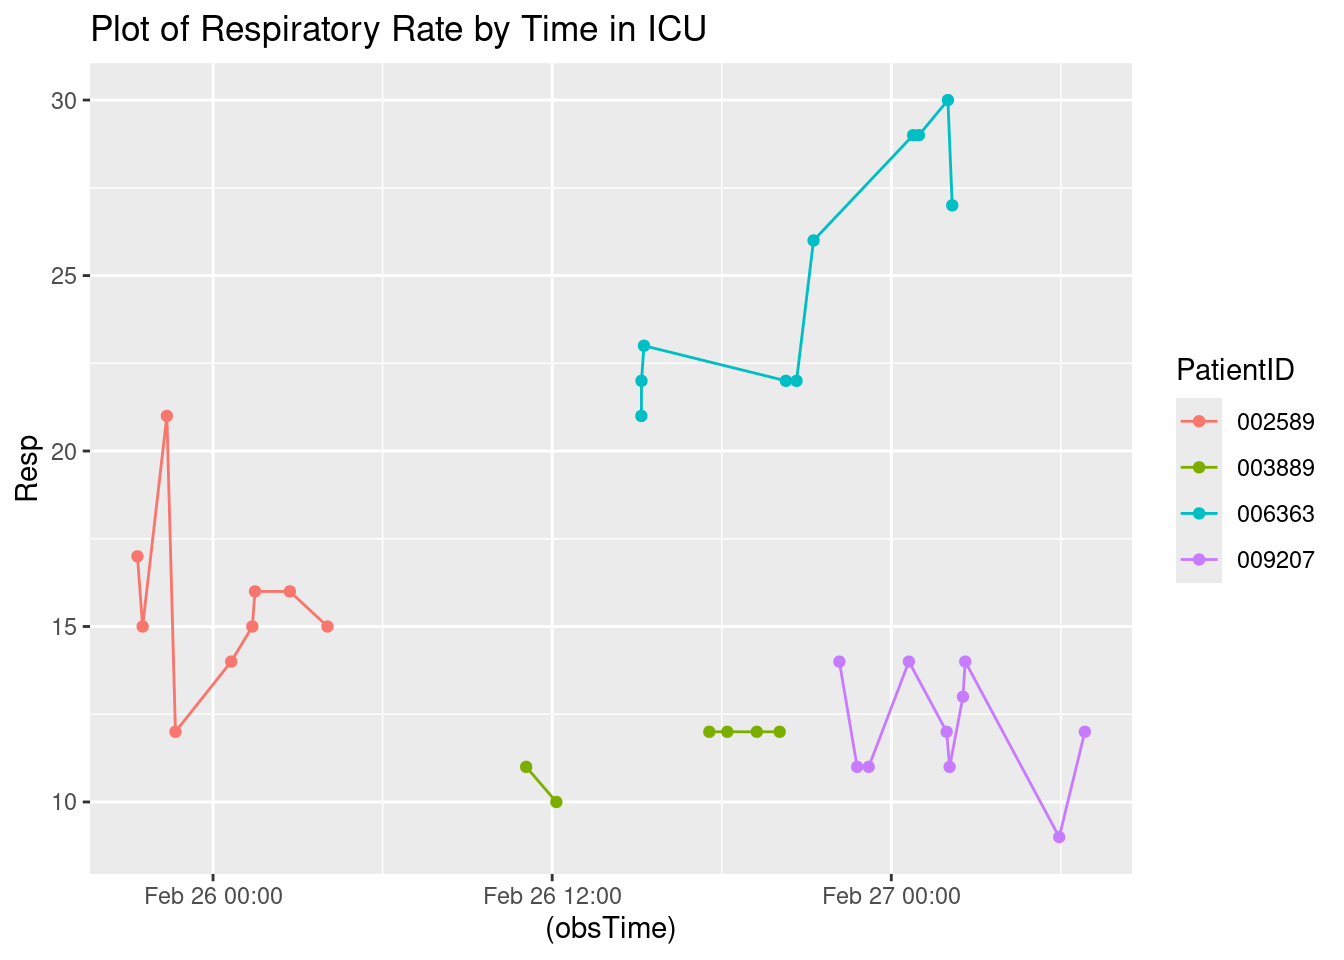 Plot of Respiratory Rate by Time in ICU
30
25
20
15
10
Resp
Feb 26 00:00
Feb 26 12:00
Feb 27 00:00
(obsTime)
PatientID
002589
003889
006363
009207